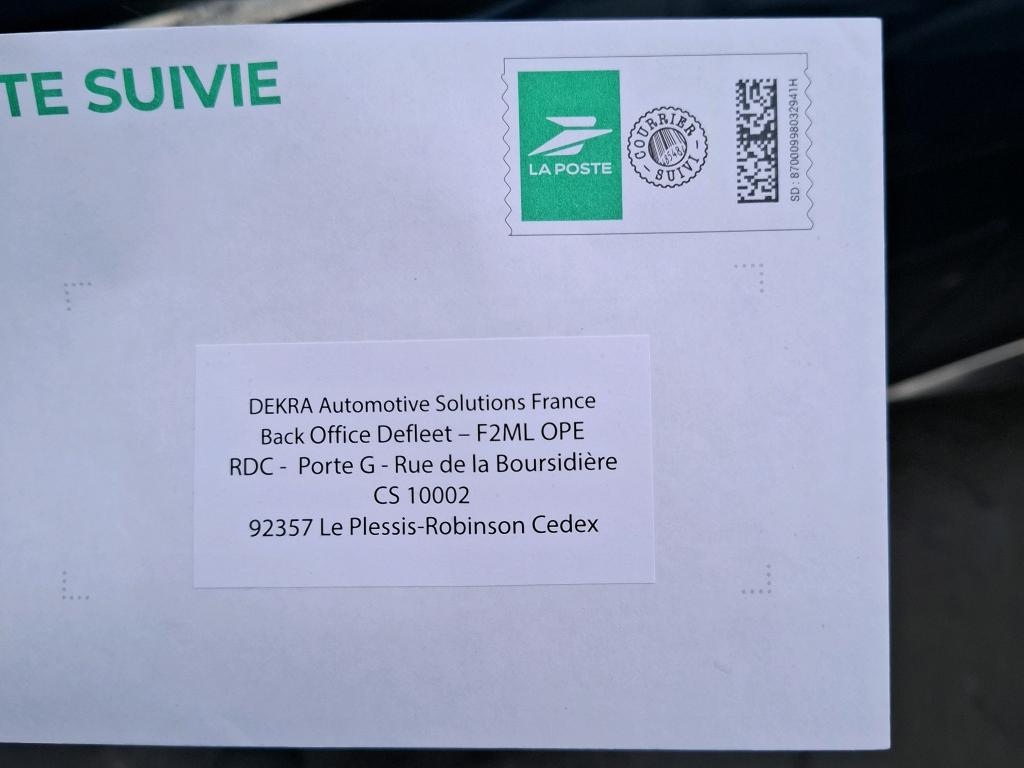 TE SUIVIE
LA POSTE
COURRIER
SUIVI
SD : 87000998032941H
DEKRA Automotive Solutions France
Back Office Defleet – F2ML OPE
RDC -  Porte G - Rue de la Boursidière
CS 10002
92357 Le Plessis-Robinson Cedex